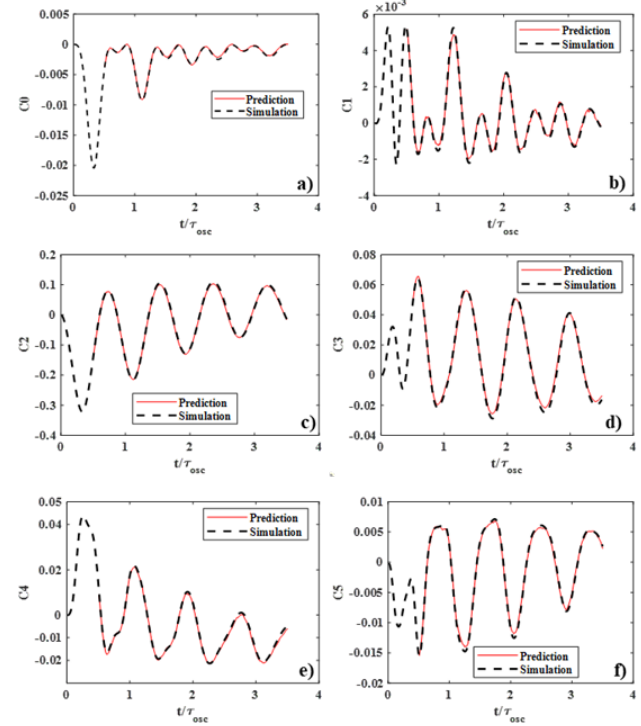 0.005
0
-0.005
-0.01
-0.015
-0.02
-0.025
C0
Prediction
Simulation
a)
0 1 2 3 4
t/τosc
×10⁻³
6
4
2
0
-2
-4
C1
Prediction
Simulation
b)
0 1 2 3 4
t/τosc
0.2
0.1
0
-0.1
-0.2
-0.3
-0.4
C2
Prediction
Simulation
c)
0 1 2 3 4
t/τosc
0.08
0.06
0.04
0.02
0
-0.02
-0.04
C3
Prediction
Simulation
d)
0 1 2 3 4
t/τosc
0.05
0.04
0.02
0
-0.01
-0.02
C4
Prediction
Simulation
e)
0 1 2 3 4
t/τosc
0.01
0.005
0
-0.005
-0.01
-0.015
-0.02
C5
Prediction
Simulation
f)
0 1 2 3 4
t/τosc